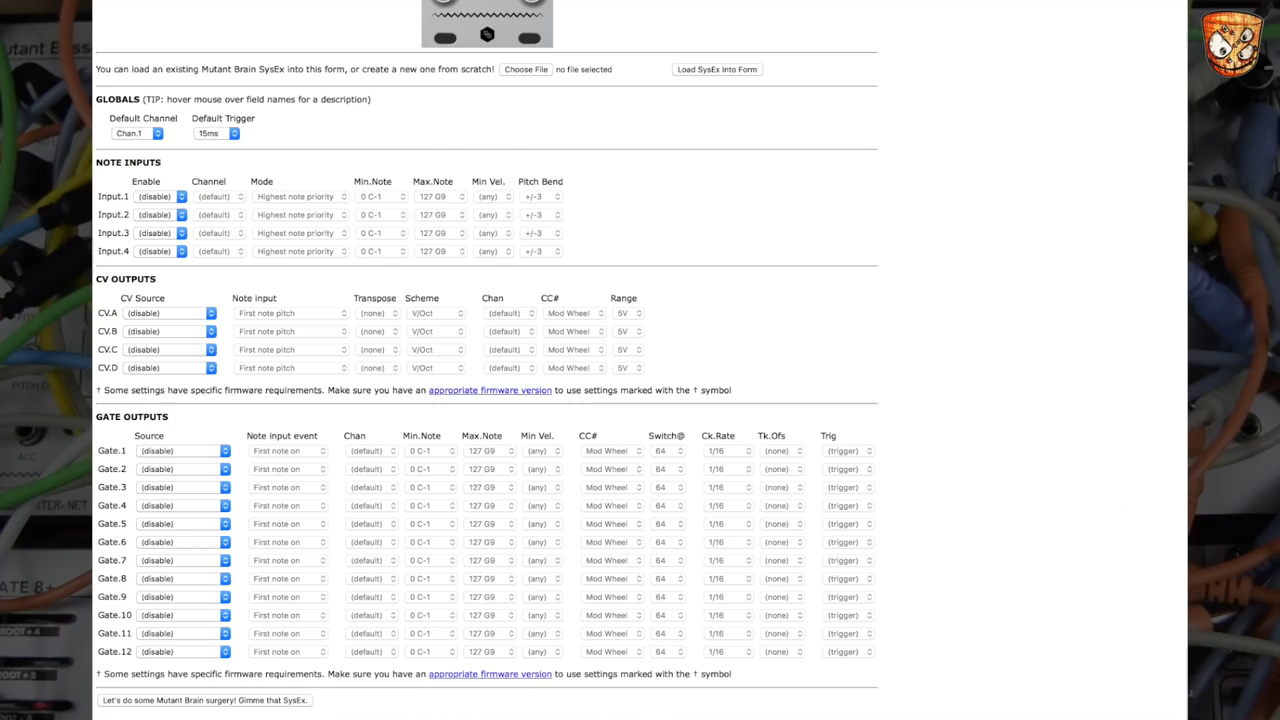 You can load an existing Mutant Brain SysEx into this form, or create a new one from scratch! Choose File no file selected Load SysEx Into Form
GLOBALS (TIP: hover mouse over field names for a description)
Default Channel Default Trigger
Chan.1 15ms
NOTE INPUTS
Enable Channel Mode Min.Note Max.Note Min Vel. Pitch Bend
Input.1 (disable) (default) Highest note priority 0 C-1 127 G9 (any) +/-3
Input.2 (disable) (default) Highest note priority 0 C-1 127 G9 (any) +/-3
Input.3 (disable) (default) Highest note priority 0 C-1 127 G9 (any) +/-3
Input.4 (disable) (default) Highest note priority 0 C-1 127 G9 (any) +/-3
CV OUTPUTS
CV Source Note input Transpose Scheme Chan CC# Range
CV.A (disable) First note pitch (none) V/Oct (default) Mod Wheel 5V
CV.B (disable) First note pitch (none) V/Oct (default) Mod Wheel 5V
CV.C (disable) First note pitch (none) V/Oct (default) Mod Wheel 5V
CV.D (disable) First note pitch (none) V/Oct (default) Mod Wheel 5V
† Some settings have specific firmware requirements. Make sure you have an appropriate firmware version to use settings marked with the † symbol
GATE OUTPUTS
Source Note input event Chan Min.Note Max.Note Min Vel. CC# Switch@ Ck.Rate Tk.Ofs Trig
Gate.1 (disable) First note on (default) 0 C-1 127 G9 (any) Mod Wheel 64 1/16 (none) (trigger)
Gate.2 (disable) First note on (default) 0 C-1 127 G9 (any) Mod Wheel 64 1/16 (none) (trigger)
Gate.3 (disable) First note on (default) 0 C-1 127 G9 (any) Mod Wheel 64 1/16 (none) (trigger)
Gate.4 (disable) First note on (default) 0 C-1 127 G9 (any) Mod Wheel 64 1/16 (none) (trigger)
Gate.5 (disable) First note on (default) 0 C-1 127 G9 (any) Mod Wheel 64 1/16 (none) (trigger)
Gate.6 (disable) First note on (default) 0 C-1 127 G9 (any) Mod Wheel 64 1/16 (none) (trigger)
Gate.7 (disable) First note on (default) 0 C-1 127 G9 (any) Mod Wheel 64 1/16 (none) (trigger)
Gate.8 (disable) First note on (default) 0 C-1 127 G9 (any) Mod Wheel 64 1/16 (none) (trigger)
Gate.9 (disable) First note on (default) 0 C-1 127 G9 (any) Mod Wheel 64 1/16 (none) (trigger)
Gate.10 (disable) First note on (default) 0 C-1 127 G9 (any) Mod Wheel 64 1/16 (none) (trigger)
Gate.11 (disable) First note on (default) 0 C-1 127 G9 (any) Mod Wheel 64 1/16 (none) (trigger)
Gate.12 (disable) First note on (default) 0 C-1 127 G9 (any) Mod Wheel 64 1/16 (none) (trigger)
† Some settings have specific firmware requirements. Make sure you have an appropriate firmware version to use settings marked with the † symbol
Let's do some Mutant Brain surgery! Gimme that SysEx.
utant
PITCH C
ACC
ITER.NET
ATE 8+
ROOT+4
ROOT+5